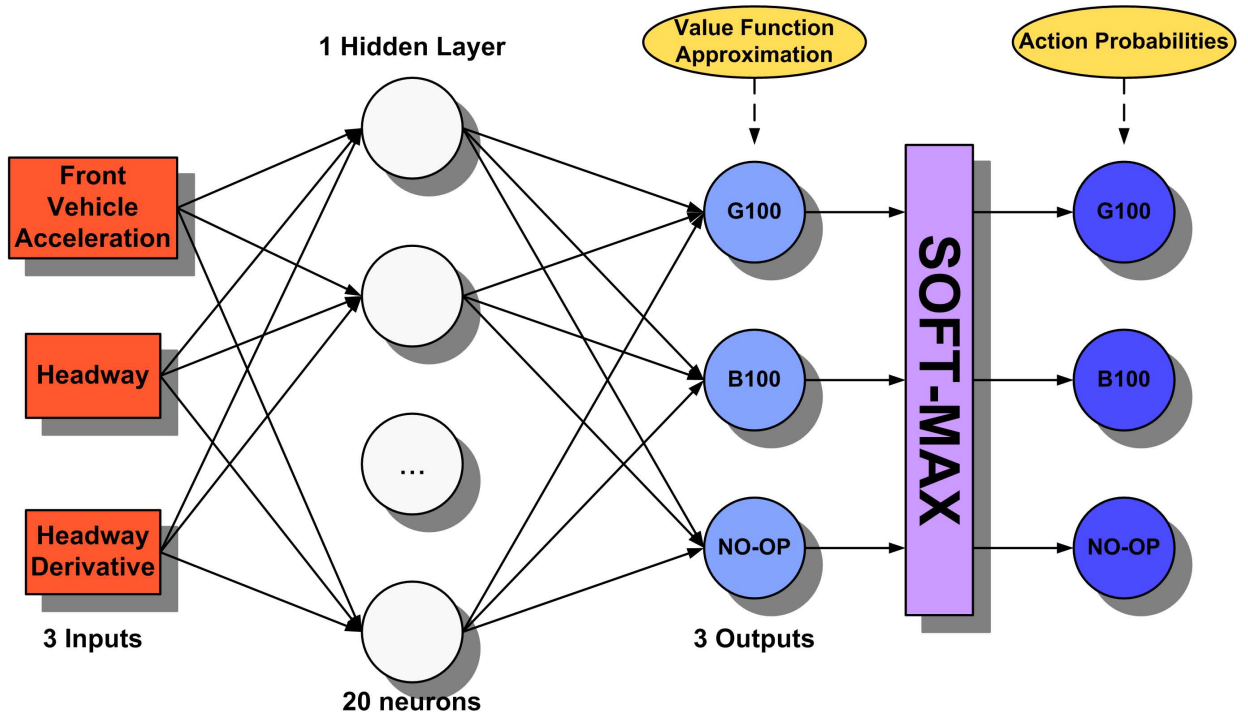 1 Hidden Layer
Value Function
Approximation
Action Probabilities
Front
Vehicle
Acceleration
Headway
Headway
Derivative
3 Inputs
...
20 neurons
G100
B100
NO-OP
3 Outputs
SOFT-MAX
G100
B100
NO-OP